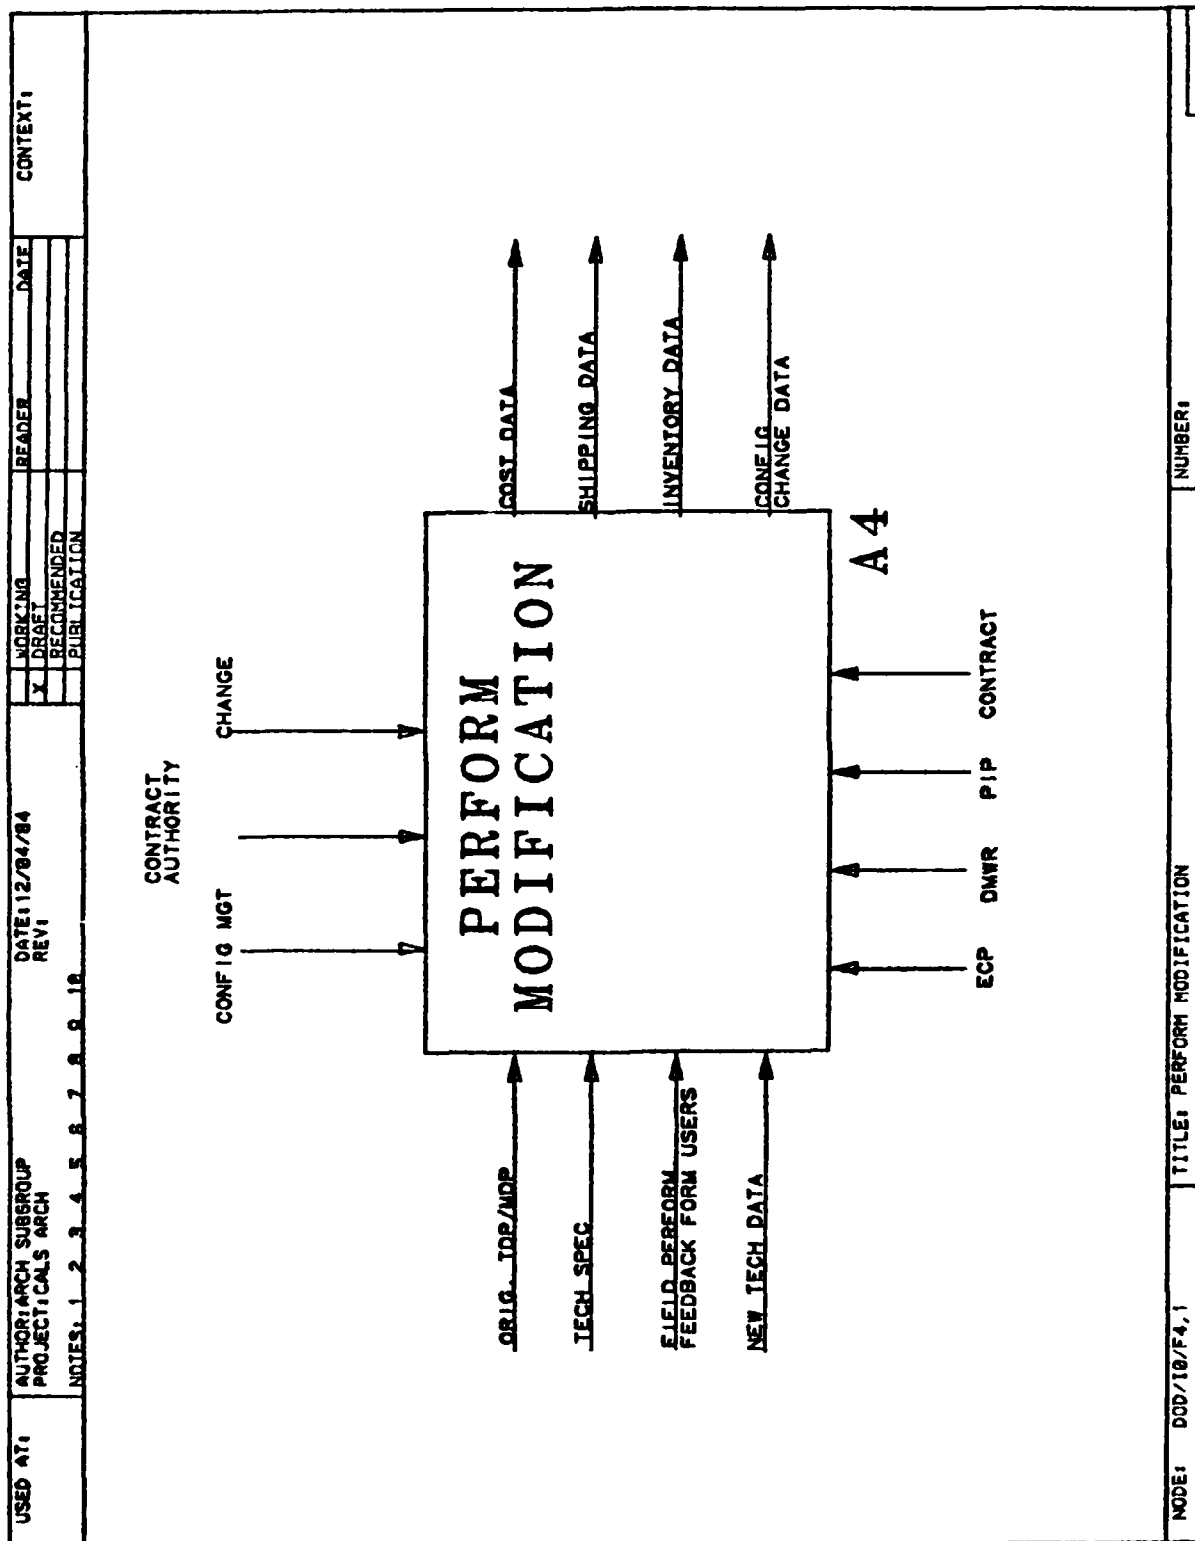 USED AT:
AUTHOR: ARCH SUBGROUP
PROJECT: CALS ARCH
NOTES: 1 2 3 4 5 6 7 8 9 10
DATE: 12/04/84
REV:
WORKING
X DRAFT
RECOMMENDED
PUBLICATION
READER DATE
CONTEXT:
CONTRACT
AUTHORITY
CONFIG MGT
CHANGE
PERFORM
MODIFICATION
A4
ORIG. TDP/MDP
TECH SPEC
FIELD PERFORM
FEEDBACK FORM USERS
NEW TECH DATA
COST DATA
SHIPPING DATA
INVENTORY DATA
CONFIG
CHANGE DATA
ECP
DMWR
PIP
CONTRACT
NODE: DOD/I0/F4,1
TITLE: PERFORM MODIFICATION
NUMBER: